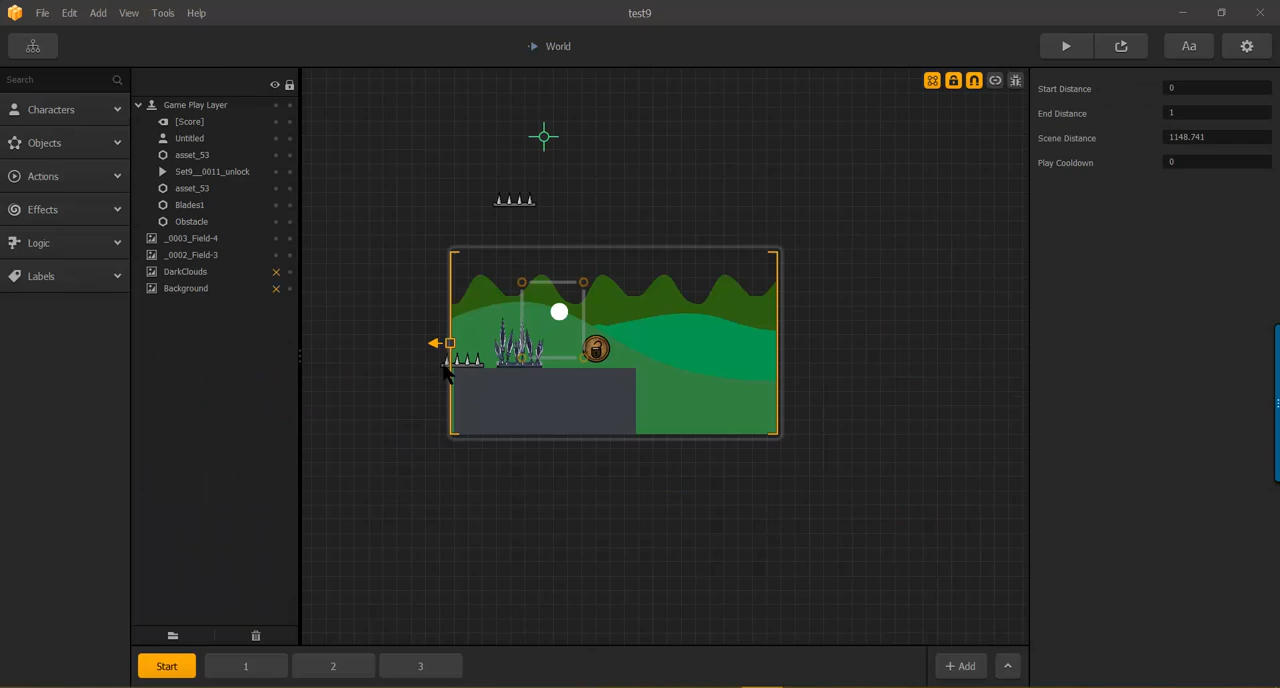 File Edit Add View Tools Help
test9
World
Aa
Search
Characters
Objects
Actions
Effects
Logic
Labels
Game Play Layer
[Score]
Untitled
asset_53
Set9__0011_unlock
asset_53
Blades1
Obstacle
_0003_Field-4
_0002_Field-3
DarkClouds
Background
Start Distance 0
End Distance 1
Scene Distance 1148.741
Play Cooldown 0
Start 1 2 3
+ Add